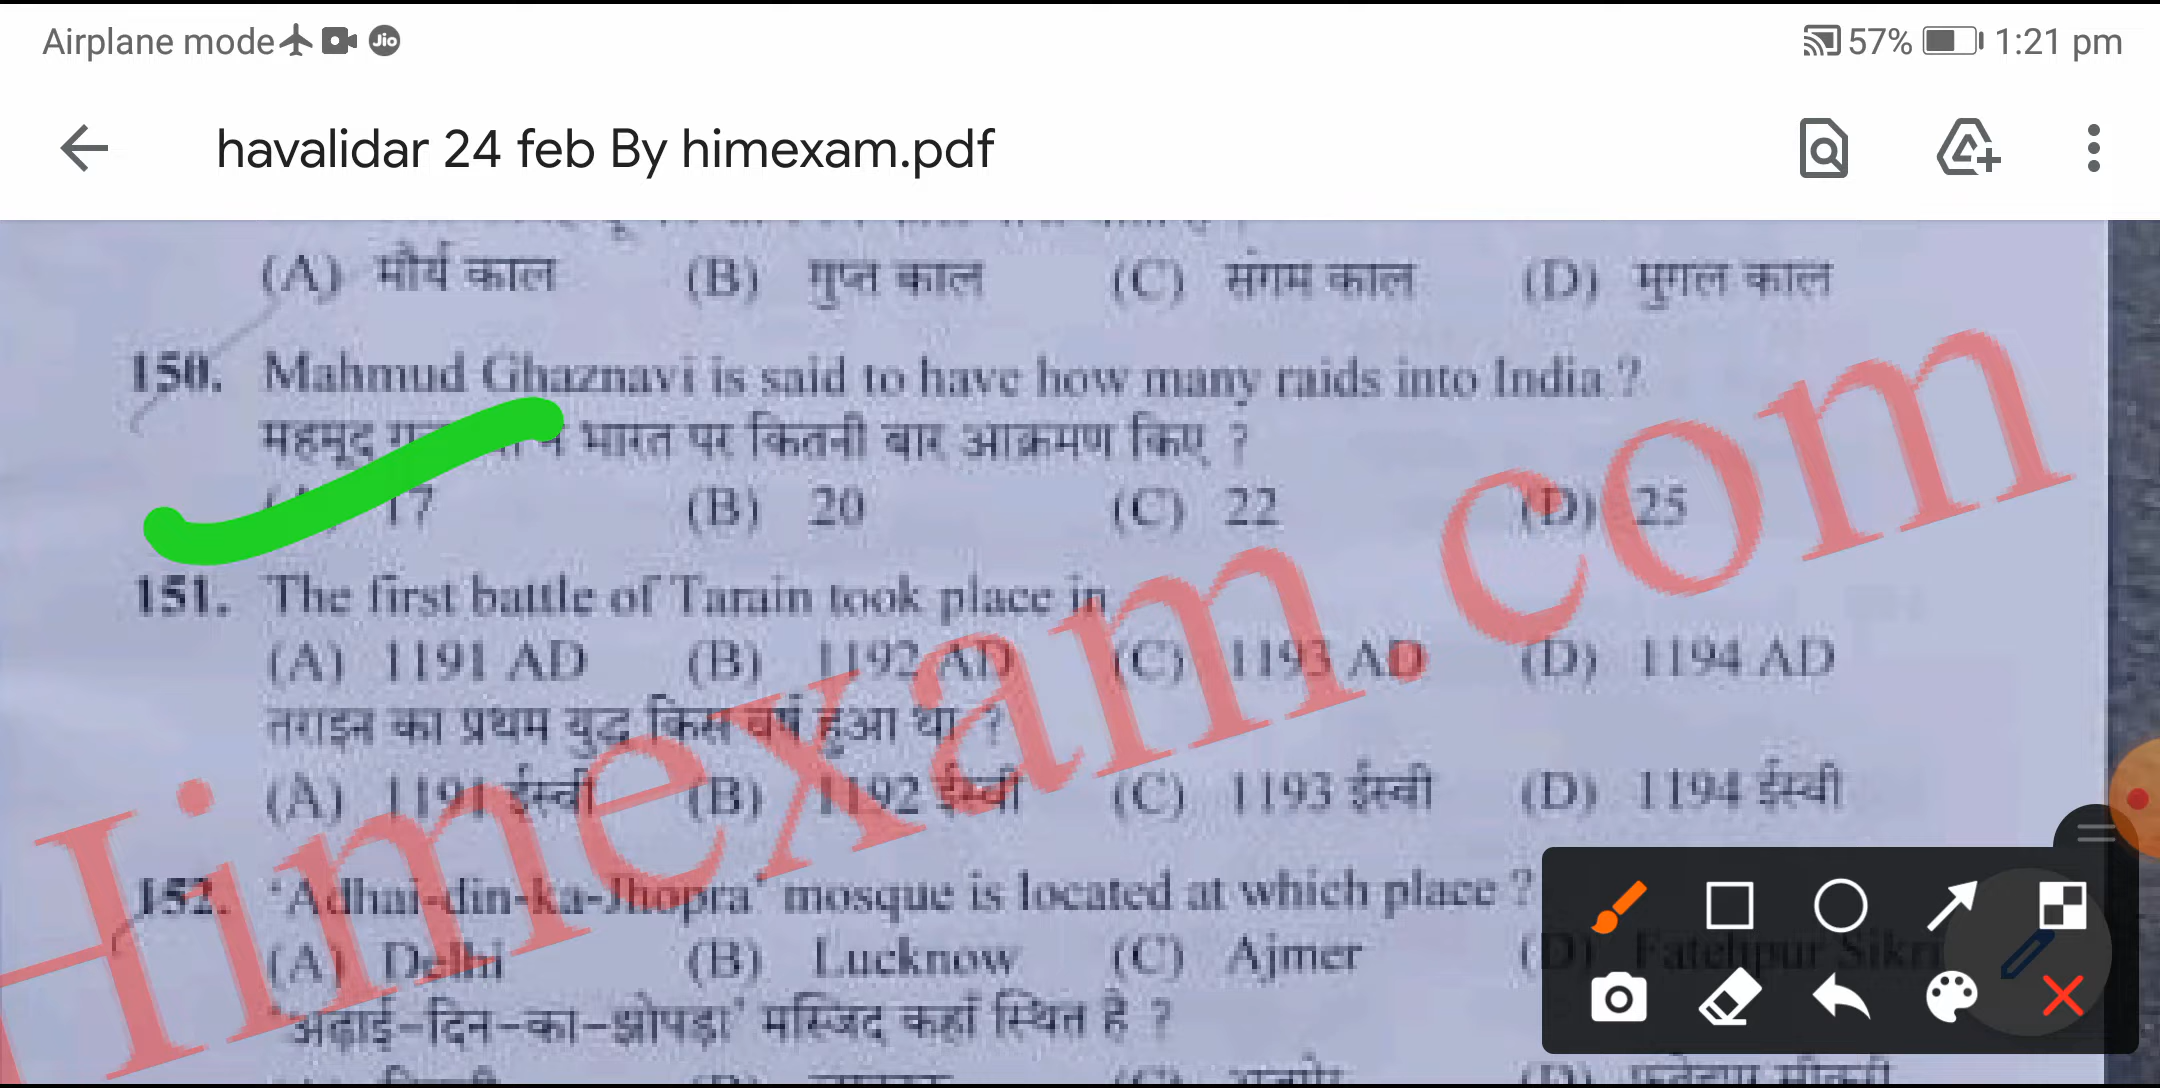 Airplane mode Jio 57% 1:21 pm
havalidar 24 feb By himexam.pdf
(A) मौर्य काल (B) गुप्त काल (C) संगम काल (D) मुगल काल
150. Mahmud Ghaznavi is said to have how many raids into India ?
महमूद भारत पर कितनी बार आक्रमण किए ?
17 (B) 20 (C) 22 (D) 25
151. The first battle of Tarain took place in
(A) 1191 AD (B) 1192 AD (C) 1193 AD (D) 1194 AD
तराइन का प्रथम युद्ध किस वर्ष हुआ था ?
(A) 1191 ईस्वी (B) 1192 ईस्वी (C) 1193 ईस्वी (D) 1194 ईस्वी
152. 'Adhai-din-ka-Jhopra' mosque is located at which place ?
(A) Delhi (B) Lucknow (C) Ajmer (D) Fatehpur Sikri
'अढ़ाई-दिन-का-झोपड़ा' मस्जिद कहाँ स्थित है ?
Himexam.com